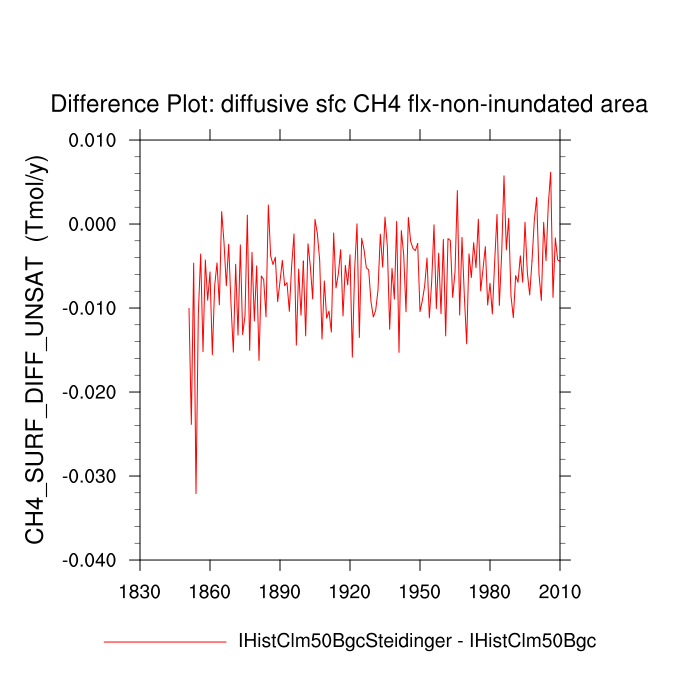 Difference Plot: diffusive sfc CH4 flx-non-inundated area
CH4_SURF_DIFF_UNSAT (Tmol/y)
0.010
0.000
-0.010
-0.020
-0.030
-0.040
1830 1860 1890 1920 1950 1980 2010
IHistClm50BgcSteidinger - IHistClm50Bgc